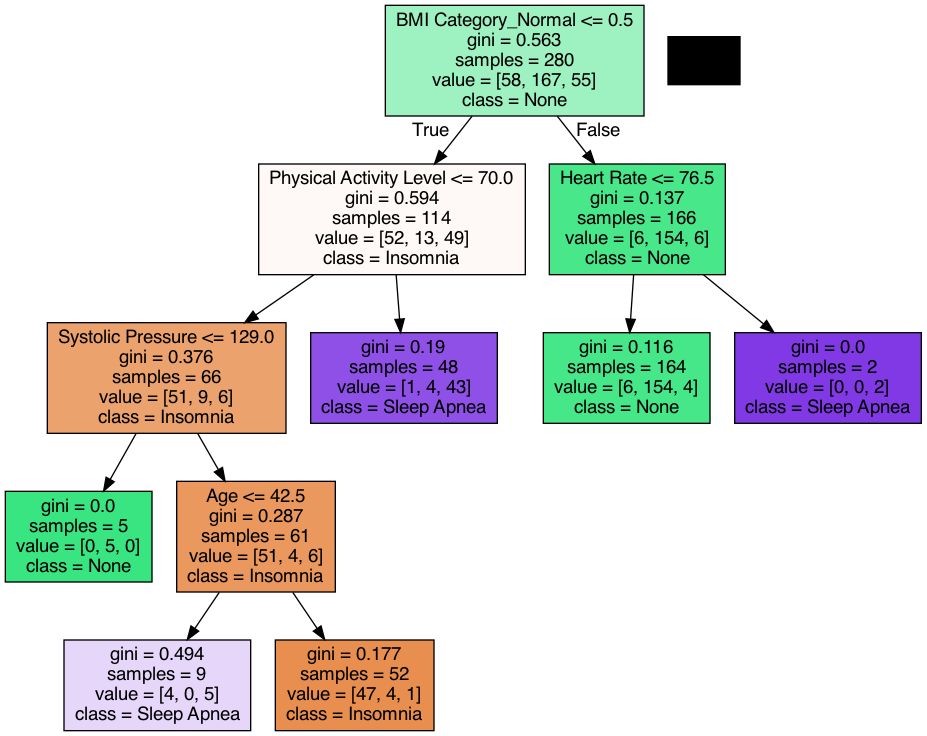 BMI Category_Normal <= 0.5
gini = 0.563
samples = 280
value = [58, 167, 55]
class = None
True
False
Physical Activity Level <= 70.0
gini = 0.594
samples = 114
value = [52, 13, 49]
class = Insomnia
Heart Rate <= 76.5
gini = 0.137
samples = 166
value = [6, 154, 6]
class = None
Systolic Pressure <= 129.0
gini = 0.376
samples = 66
value = [51, 9, 6]
class = Insomnia
gini = 0.19
samples = 48
value = [1, 4, 43]
class = Sleep Apnea
gini = 0.116
samples = 164
value = [6, 154, 4]
class = None
gini = 0.0
samples = 2
value = [0, 0, 2]
class = Sleep Apnea
gini = 0.0
samples = 5
value = [0, 5, 0]
class = None
Age <= 42.5
gini = 0.287
samples = 61
value = [51, 4, 6]
class = Insomnia
gini = 0.494
samples = 9
value = [4, 0, 5]
class = Sleep Apnea
gini = 0.177
samples = 52
value = [47, 4, 1]
class = Insomnia